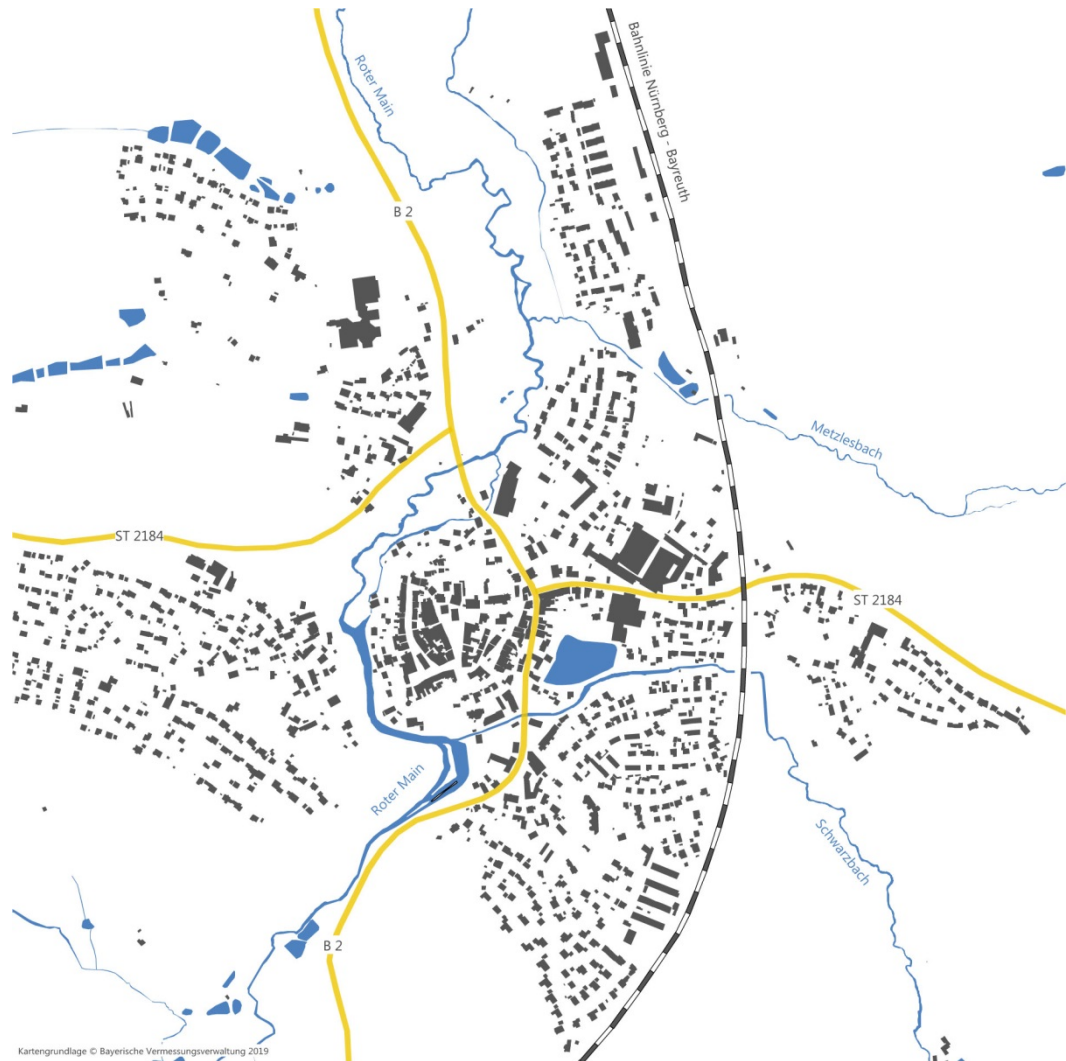 Roter Main
Bahnlinie Nürnberg - Bayreuth
B 2
Metzlesbach
ST 2184
ST 2184
Roter Main
Schwarzbach
B 2
Kartengrundlage © Bayerische Vermessungsverwaltung 2019